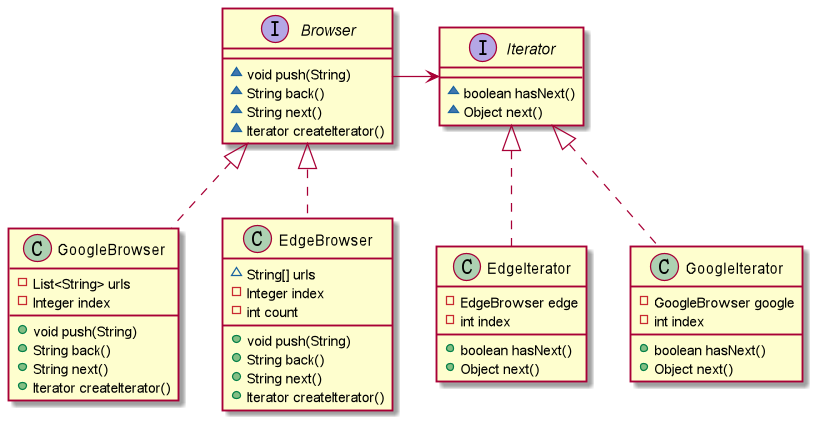 I Browser
void push(String)
String back()
String next()
Iterator createIterator()
I Iterator
boolean hasNext()
Object next()
C GoogleBrowser
List<String> urls
Integer index
void push(String)
String back()
String next()
Iterator createIterator()
C EdgeBrowser
String[] urls
Integer index
int count
void push(String)
String back()
String next()
Iterator createIterator()
C EdgeIterator
EdgeBrowser edge
int index
boolean hasNext()
Object next()
C GoogleIterator
GoogleBrowser google
int index
boolean hasNext()
Object next()